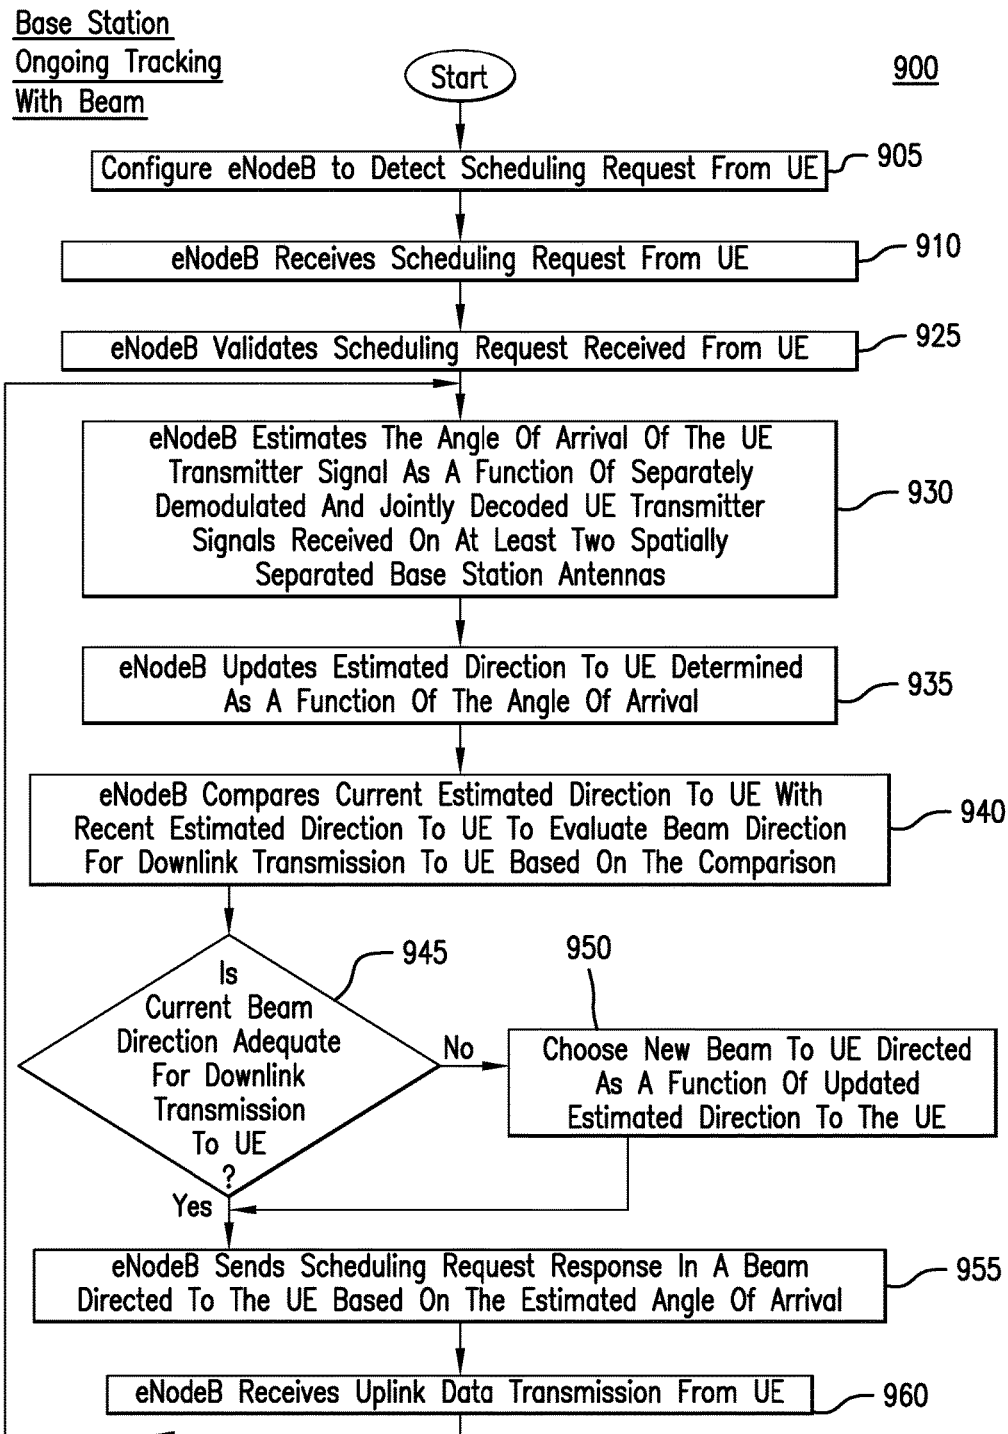 Base Station
Ongoing Tracking
With Beam
900
Start
Configure eNodeB to Detect Scheduling Request From UE
905
eNodeB Receives Scheduling Request From UE
910
eNodeB Validates Scheduling Request Received From UE
925
eNodeB Estimates The Angle Of Arrival Of The UE
Transmitter Signal As A Function Of Separately
Demodulated And Jointly Decoded UE Transmitter
Signals Received On At Least Two Spatially
Separated Base Station Antennas
930
eNodeB Updates Estimated Direction To UE Determined
As A Function Of The Angle Of Arrival
935
eNodeB Compares Current Estimated Direction To UE With
Recent Estimated Direction To UE To Evaluate Beam Direction
For Downlink Transmission To UE Based On The Comparison
940
Is
Current Beam
Direction Adequate
For Downlink
Transmission
To UE
?
945
No
Yes
950
Choose New Beam To UE Directed
As A Function Of Updated
Estimated Direction To The UE
eNodeB Sends Scheduling Request Response In A Beam
Directed To The UE Based On The Estimated Angle Of Arrival
955
eNodeB Receives Uplink Data Transmission From UE
960